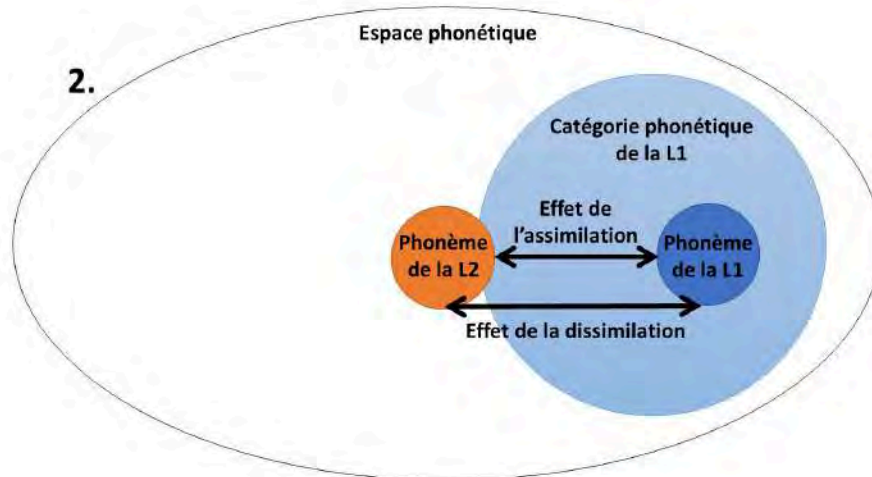 Espace phonétique
2.
Catégorie phonétique
de la L1
Effet de
l'assimilation
Phonème
de la L2
Phonème
de la L1
Effet de la dissimilation